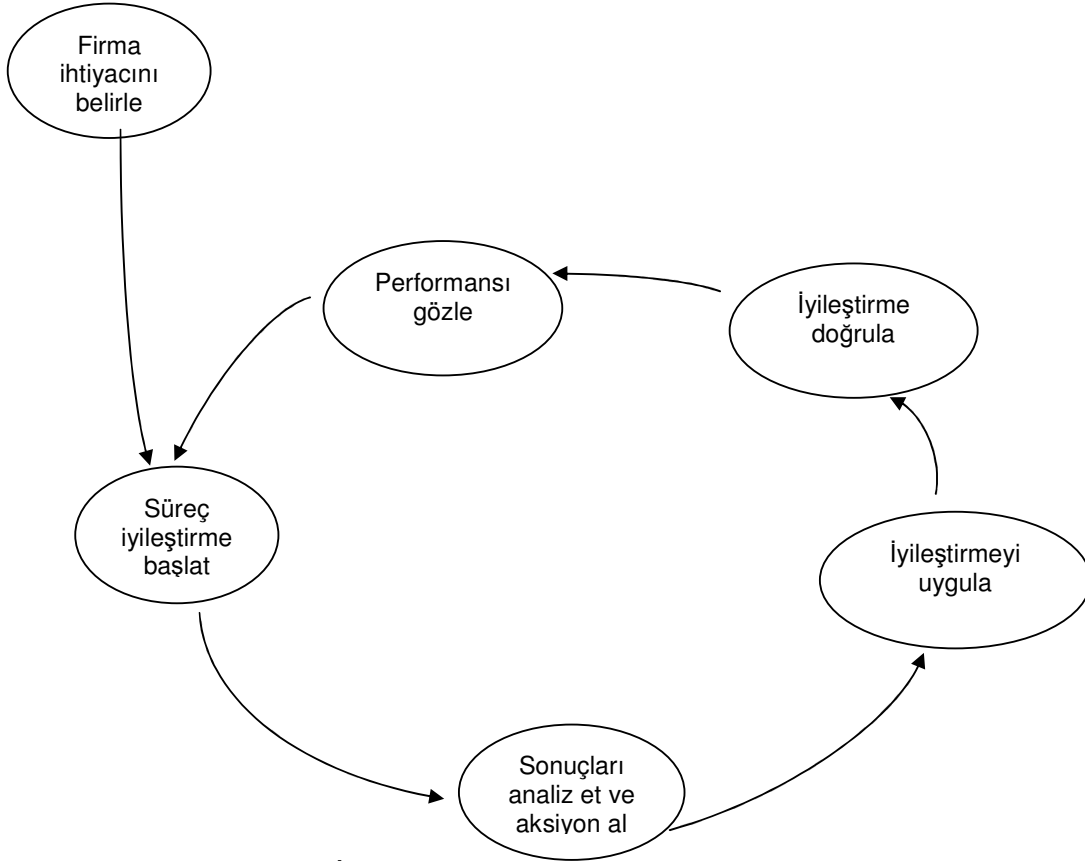 Firma
ihtiyacını
belirle
Performansı
gözle
İyileştirme
doğrula
Süreç
iyileştirme
başlat
İyileştirmeyi
uygula
Sonuçları
analiz et ve
aksiyon al